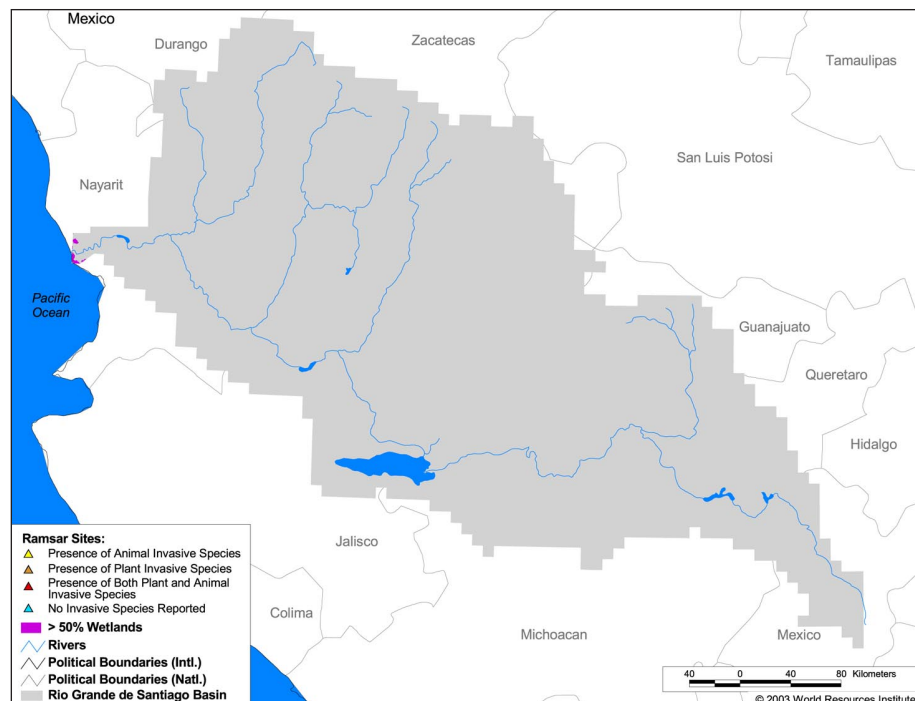 Mexico
Durango
Zacatecas
Tamaulipas
San Luis Potosi
Nayarit
Pacific
Ocean
Guanajuato
Queretaro
Hidalgo
Jalisco
Colima
Michoacan
Mexico
Ramsar Sites:
Presence of Animal Invasive Species
Presence of Plant Invasive Species
Presence of Both Plant and Animal
Invasive Species
No Invasive Species Reported
> 50% Wetlands
Rivers
Political Boundaries (Intl.)
Political Boundaries (Natl.)
Rio Grande de Santiago Basin
40 0 40 80 Kilometers
© 2003 World Resources Institute